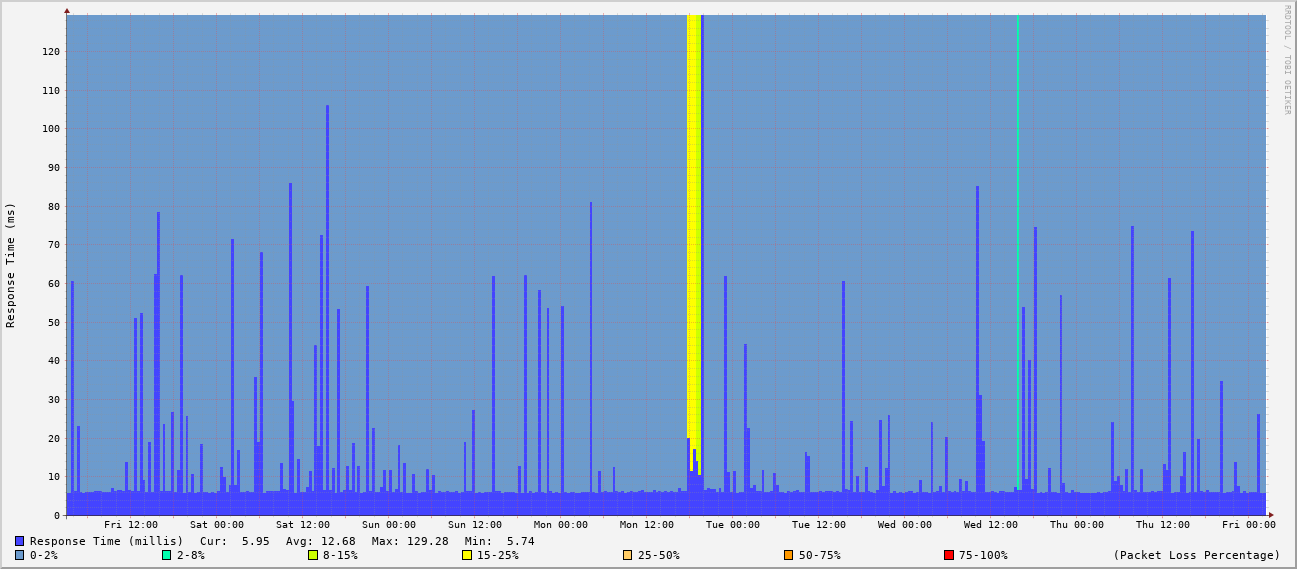 RRDTOOL / TOBI OETIKER
Response Time (ms)
120
110
100
90
80
70
60
50
40
30
20
10
0
Fri 12:00 Sat 00:00 Sat 12:00 Sun 00:00 Sun 12:00 Mon 00:00 Mon 12:00 Tue 00:00 Tue 12:00 Wed 00:00 Wed 12:00 Thu 00:00 Thu 12:00 Fri 00:00
Response Time (millis) Cur: 5.95 Avg: 12.68 Max: 129.28 Min: 5.74
0-2% 2-8% 8-15% 15-25% 25-50% 50-75% 75-100% (Packet Loss Percentage)